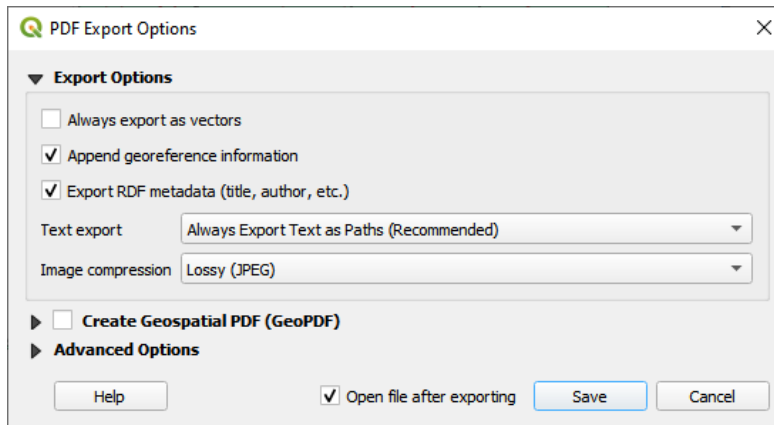 PDF Export Options
Export Options
Always export as vectors
Append georeference information
Export RDF metadata (title, author, etc.)
Text export Always Export Text as Paths (Recommended)
Image compression Lossy (JPEG)
Create Geospatial PDF (GeoPDF)
Advanced Options
Help Open file after exporting Save Cancel